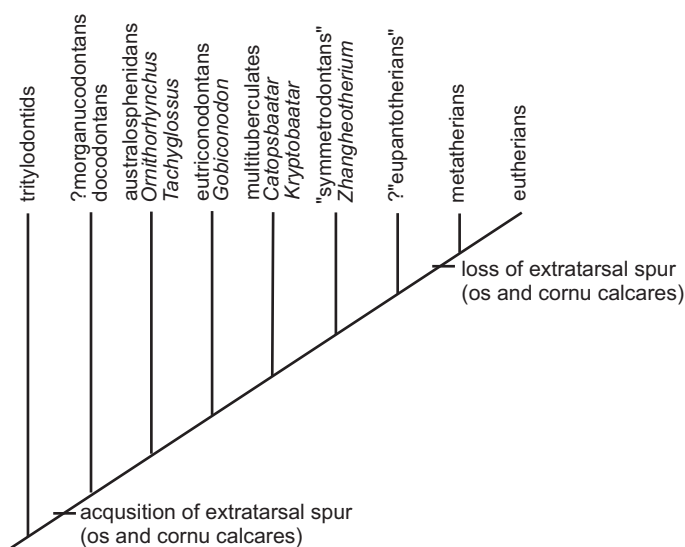 tritylodontids
?morganucodontans
docodontans
australosphenidans
Ornithorhynchus
Tachyglossus
eutriconodontans
Gobiconodon
multituberculates
Catopsbaatar
Kryptobaatar
"symmetrodontans"
Zhangheotherium
?"eupantotherians"
metatherians
eutherians
loss of extratarsal spur
(os and cornu calcares)
acqusition of extratarsal spur
(os and cornu calcares)